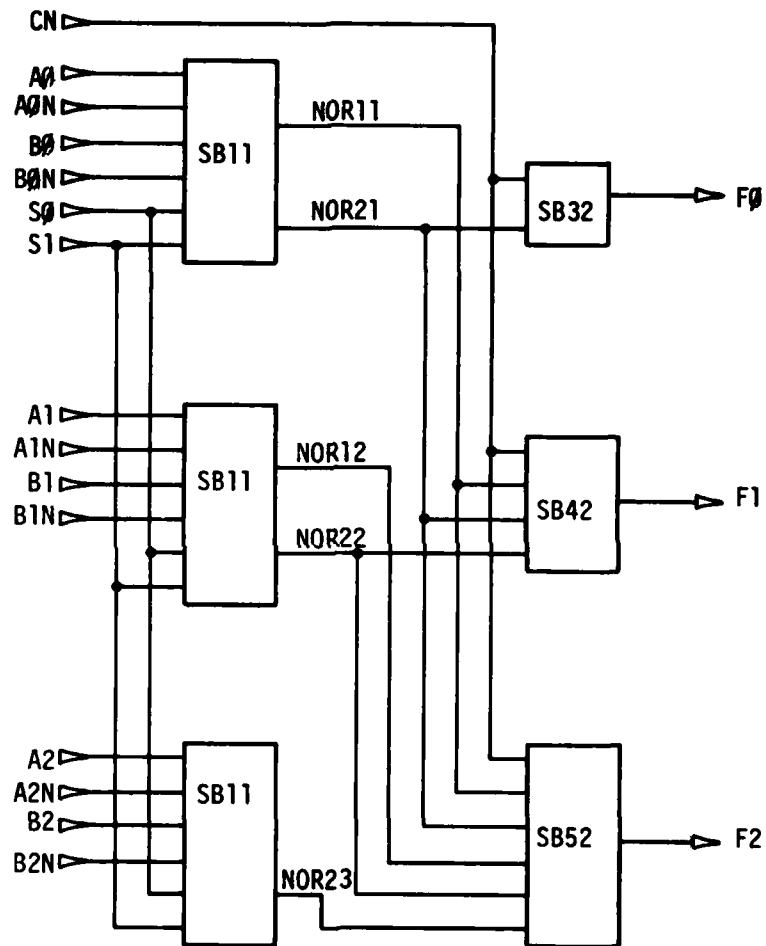 CN
AØ
AØN
BØ
BØN
SØ
S1
SB11
NOR11
NOR21
SB32
FØ
A1
A1N
B1
B1N
SB11
NOR12
NOR22
SB42
F1
A2
A2N
B2
B2N
SB11
NOR23
SB52
F2